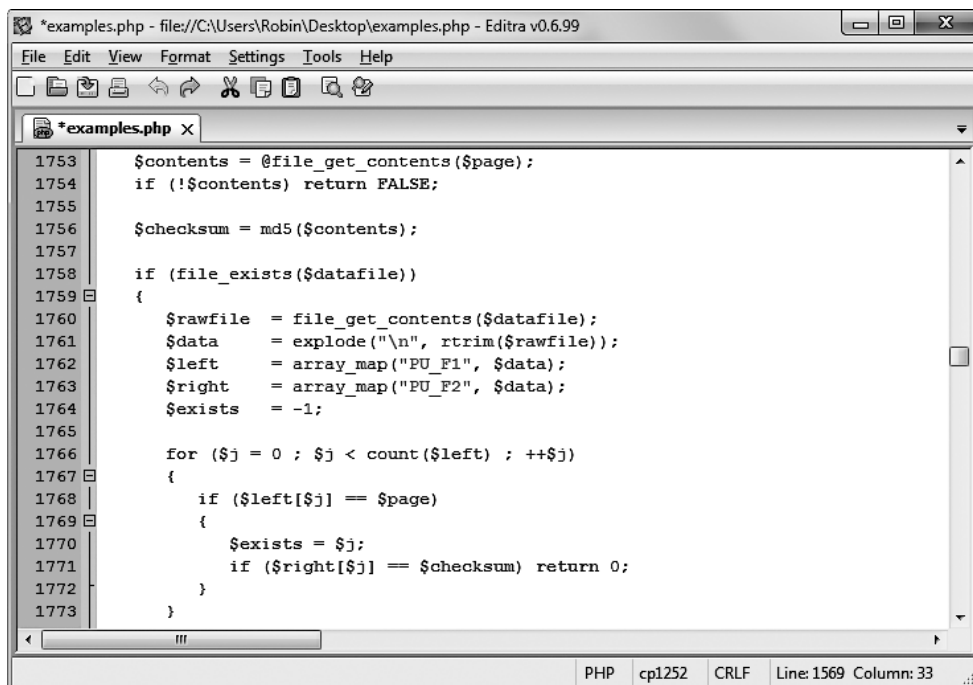 *examples.php - file://C:\Users\Robin\Desktop\examples.php - Editra v0.6.99
File Edit View Format Settings Tools Help
*examples.php X
1753 $contents = @file_get_contents($page);
1754 if (!$contents) return FALSE;
1755
1756 $checksum = md5($contents);
1757
1758 if (file_exists($datafile))
1759 {
1760 $rawfile = file_get_contents($datafile);
1761 $data = explode("\n", rtrim($rawfile));
1762 $left = array_map("PU_F1", $data);
1763 $right = array_map("PU_F2", $data);
1764 $exists = -1;
1765
1766 for ($j = 0 ; $j < count($left) ; ++$j)
1767 {
1768 if ($left[$j] == $page)
1769 {
1770 $exists = $j;
1771 if ($right[$j] == $checksum) return 0;
1772 }
1773 }
PHP cp1252 CRLF Line: 1569 Column: 33